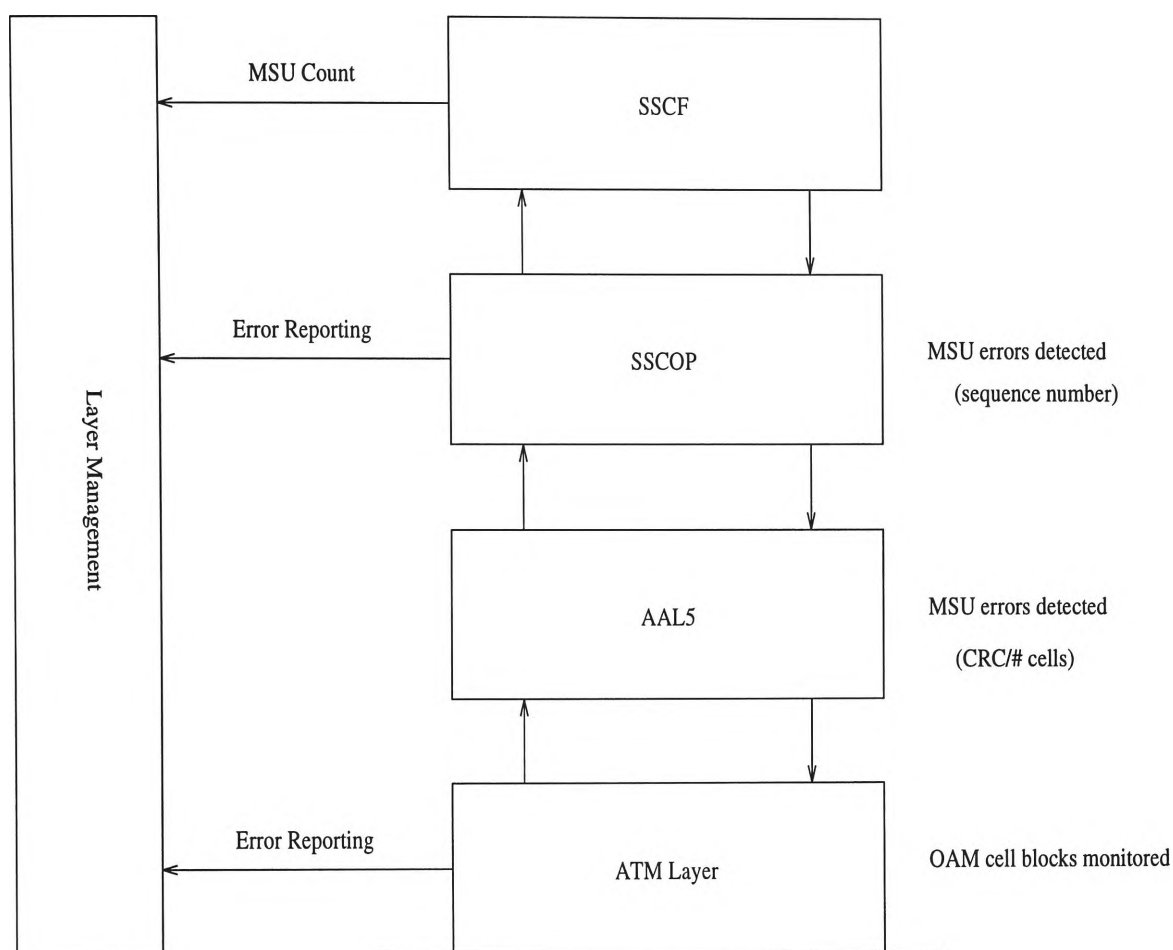 MSU Count
SSCF
Error Reporting
SSCOP
MSU errors detected
(sequence number)
Layer Management
AAL5
MSU errors detected
(CRC/# cells)
Error Reporting
ATM Layer
OAM cell blocks monitored